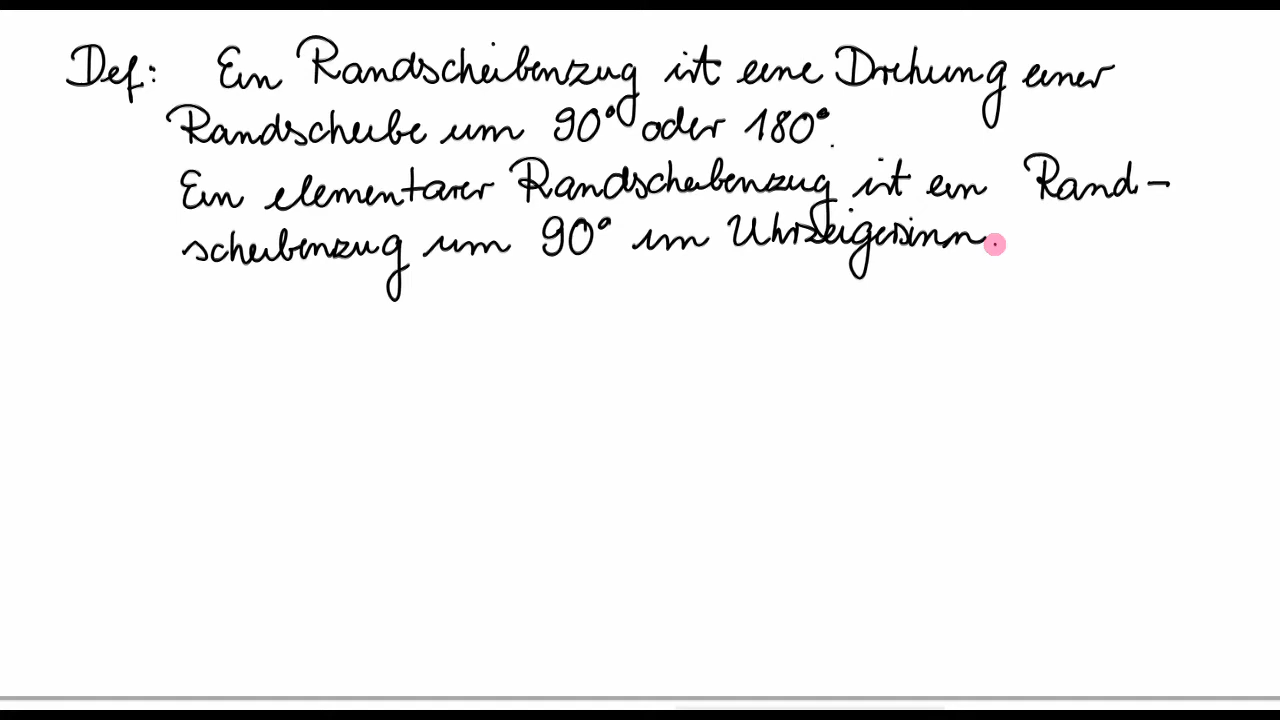 Def: Ein Randscheibenzug ist eine Drehung einer
Randscheibe um 90° oder 180°.
Ein elementarer Randscheibenzug ist ein Rand-
scheibenzug um 90° im Uhrzeigersinn.